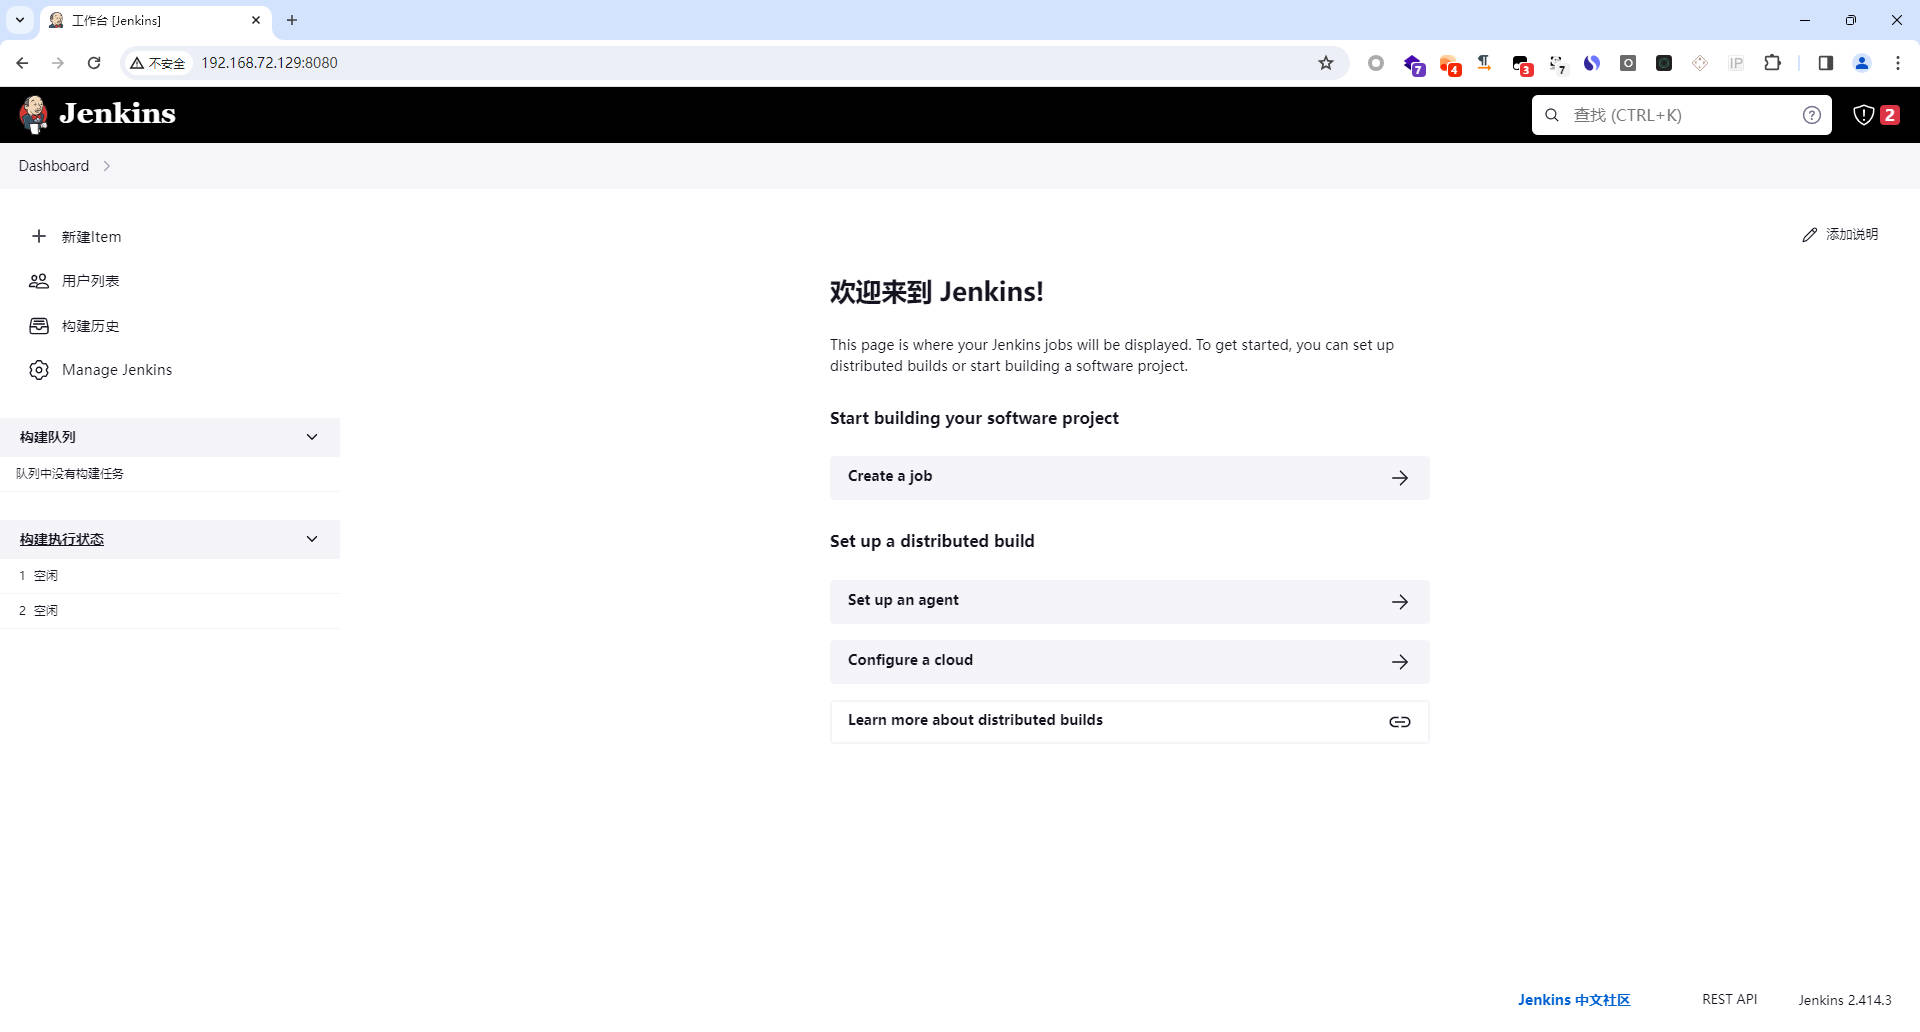 工作台 [Jenkins]
不安全 192.168.72.129:8080
7 4 3 7 IP
Jenkins
查找 (CTRL+K)
2
Dashboard
新建Item
用户列表
构建历史
Manage Jenkins
构建队列
队列中没有构建任务
构建执行状态
1 空闲
2 空闲
添加说明
欢迎来到 Jenkins!
This page is where your Jenkins jobs will be displayed. To get started, you can set up
distributed builds or start building a software project.
Start building your software project
Create a job
Set up a distributed build
Set up an agent
Configure a cloud
Learn more about distributed builds
Jenkins 中文社区
REST API
Jenkins 2.414.3